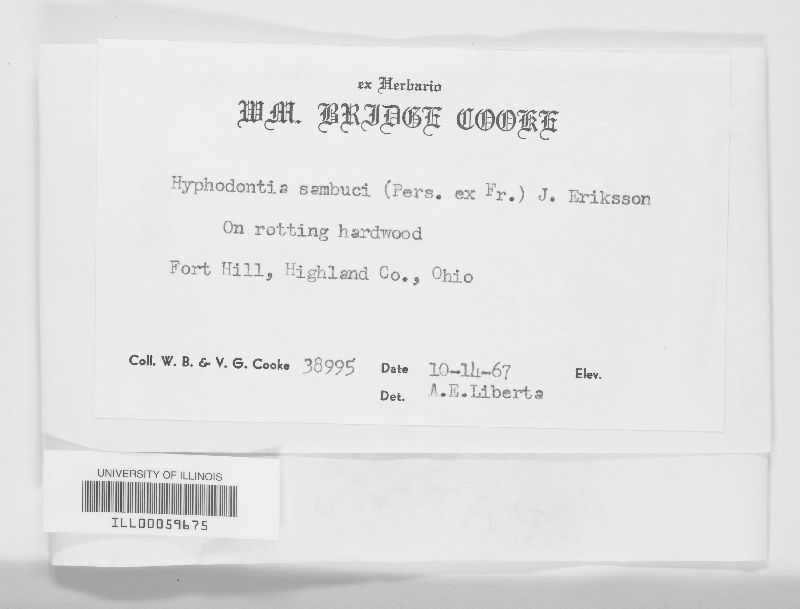 ex Herbario
WM. BRIDGE COOKE
Hyphodontia sambuci (Pers. ex Fr.) J. Eriksson
On rotting hardwood
Fort Hill, Highland Co., Ohio
Coll. W. B. & V. G. Cooke 38995 Date 10-14-67 Elev.
Det. A.E.Liberta
UNIVERSITY OF ILLINOIS
ILL00059675